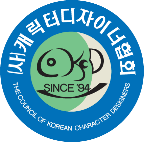 (사)캐릭터디자이너협회
SINCE '94
THE COUNCIL OF KOREAN CHARACTER DESIGNERS